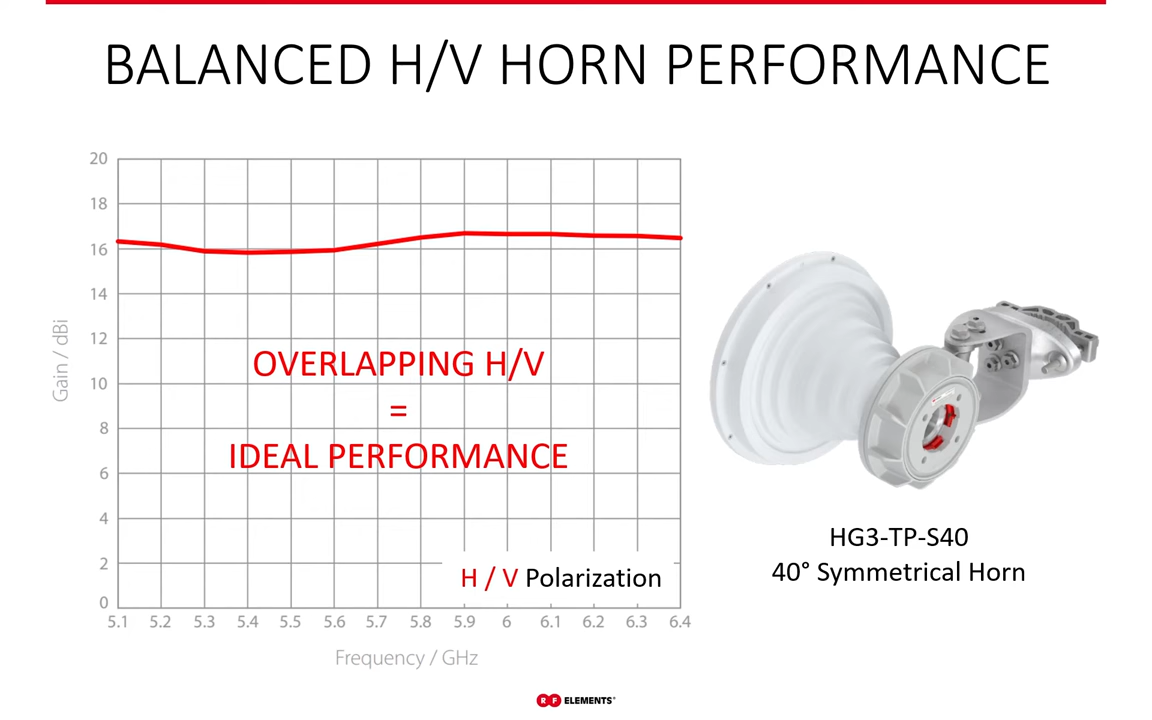 BALANCED H/V HORN PERFORMANCE
20
18
16
14
12
10
8
6
4
2
0
Gain / dBi
OVERLAPPING H/V
=
IDEAL PERFORMANCE
H / V Polarization
5.1 5.2 5.3 5.4 5.5 5.6 5.7 5.8 5.9 6 6.1 6.2 6.3 6.4
Frequency / GHz
HG3-TP-S40
40° Symmetrical Horn
RF ELEMENTS®